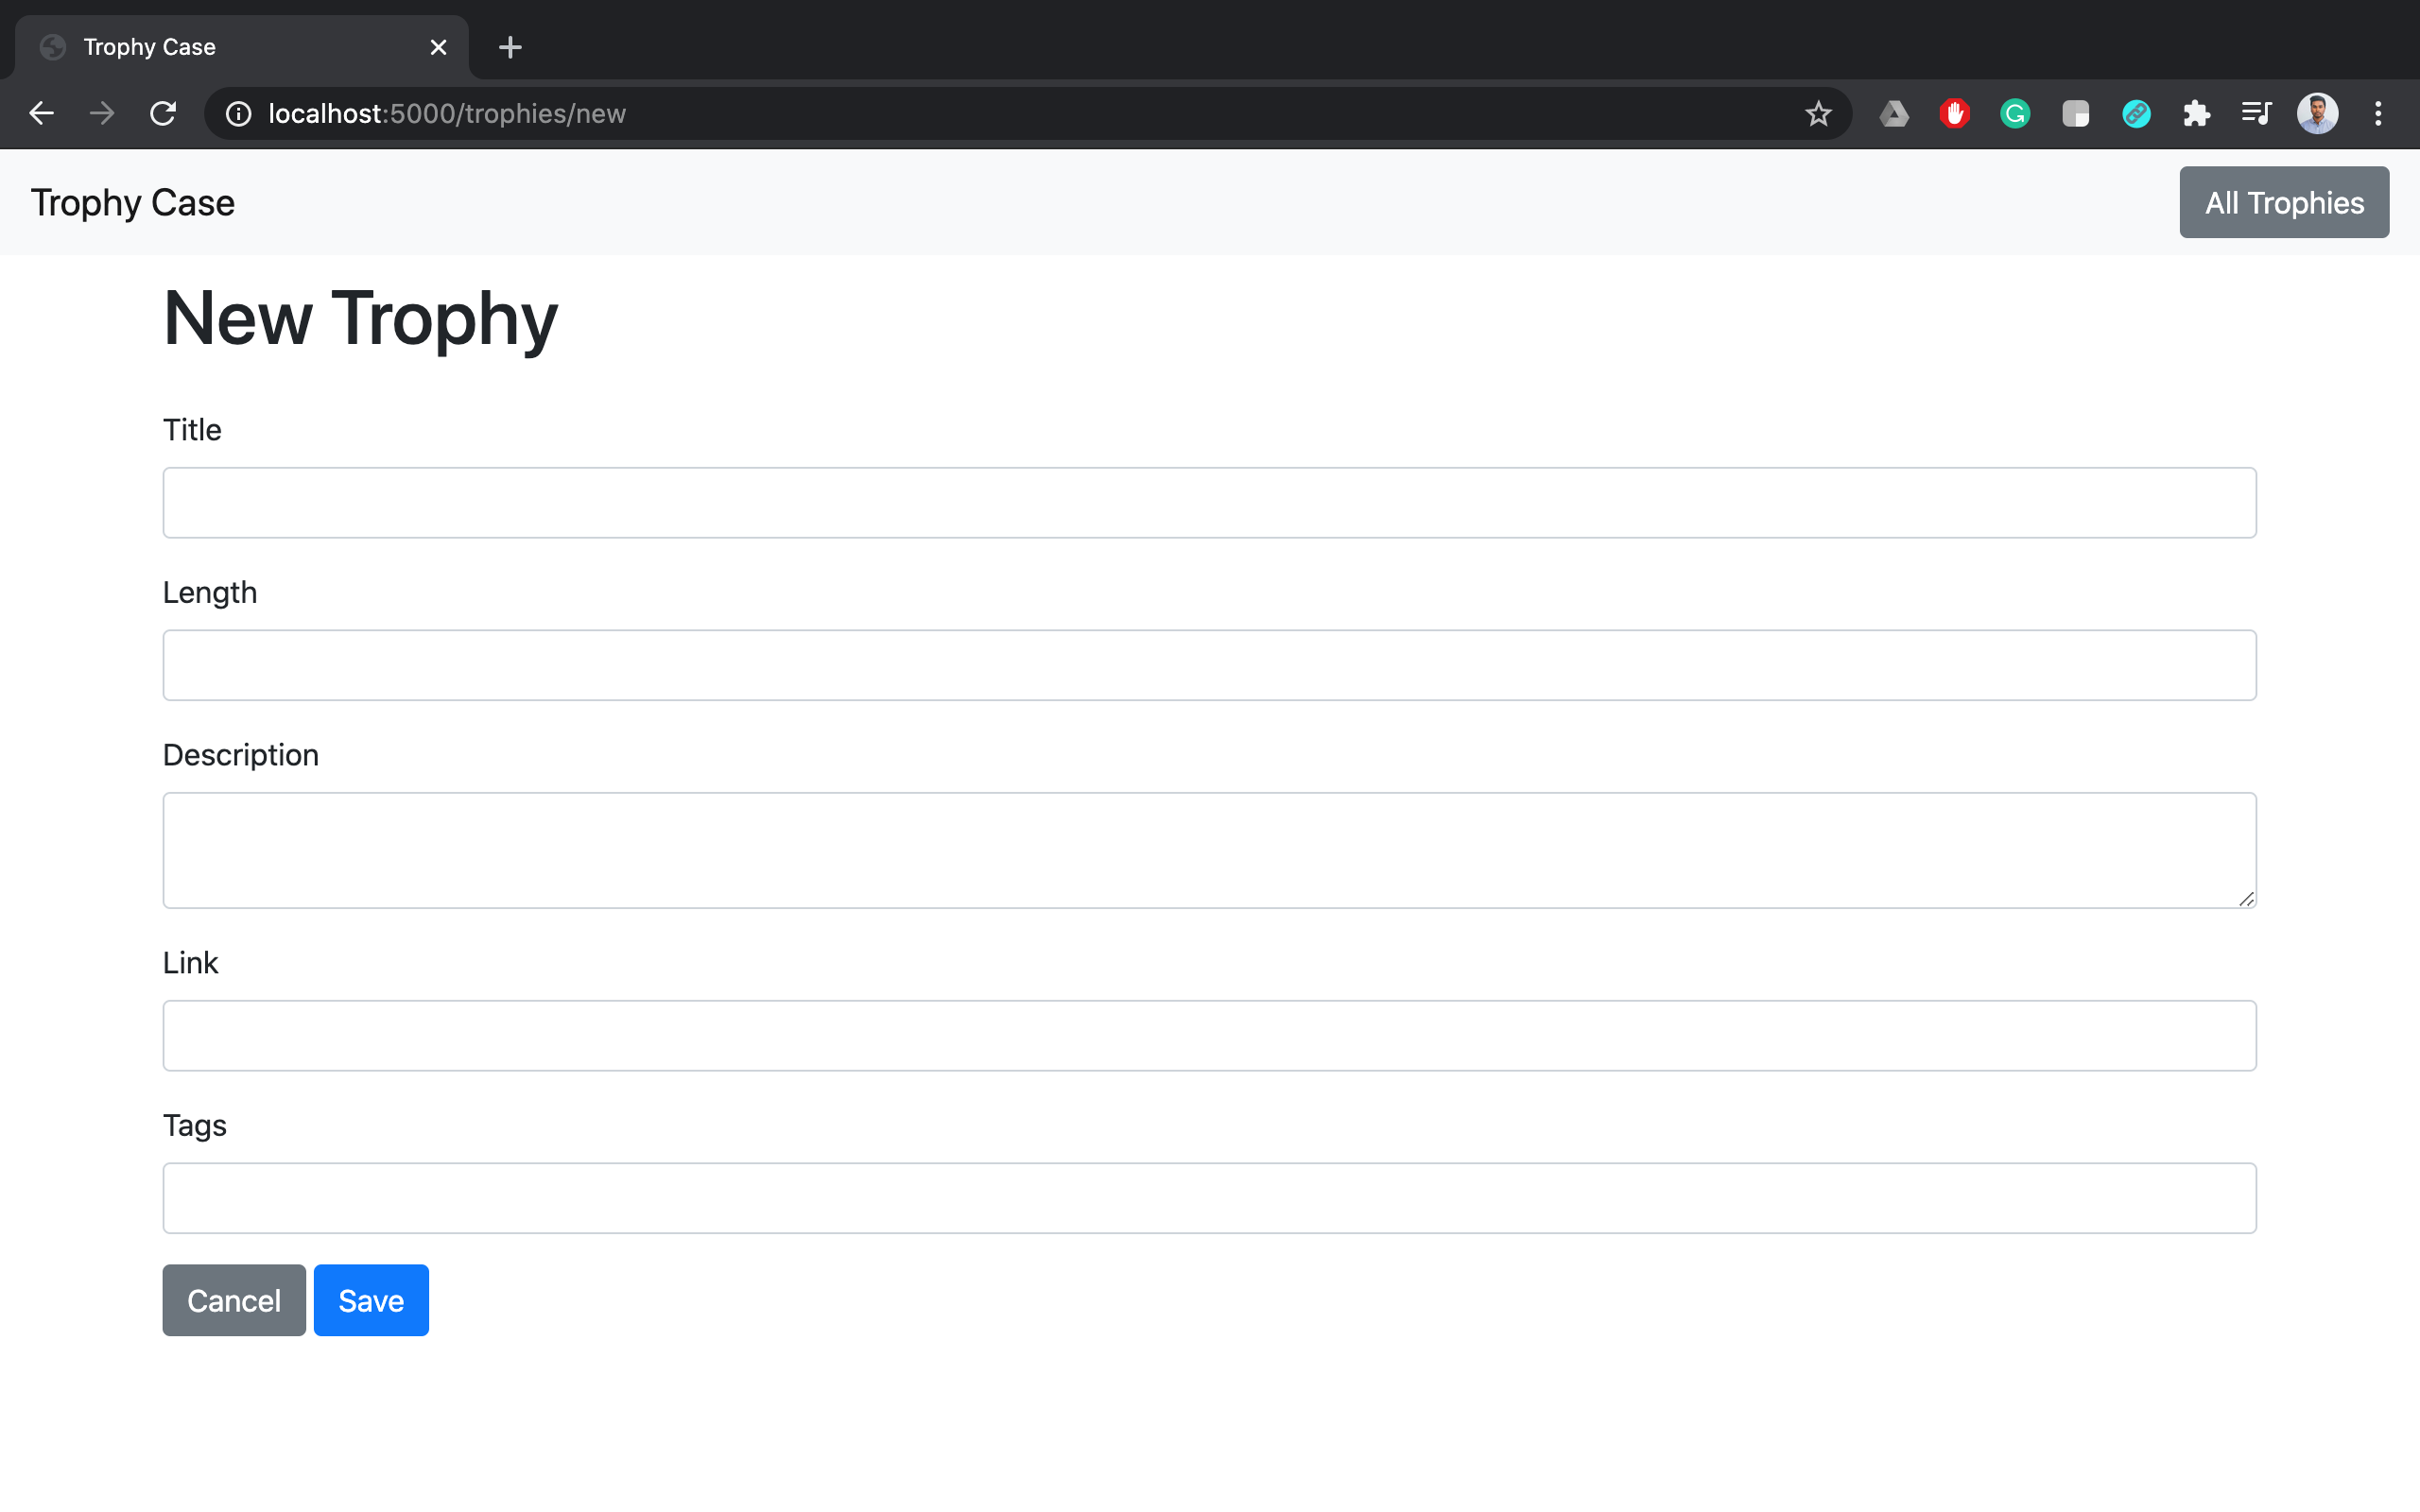 Trophy Case
localhost:5000/trophies/new
Trophy Case
All Trophies
New Trophy
Title
Length
Description
Link
Tags
Cancel Save